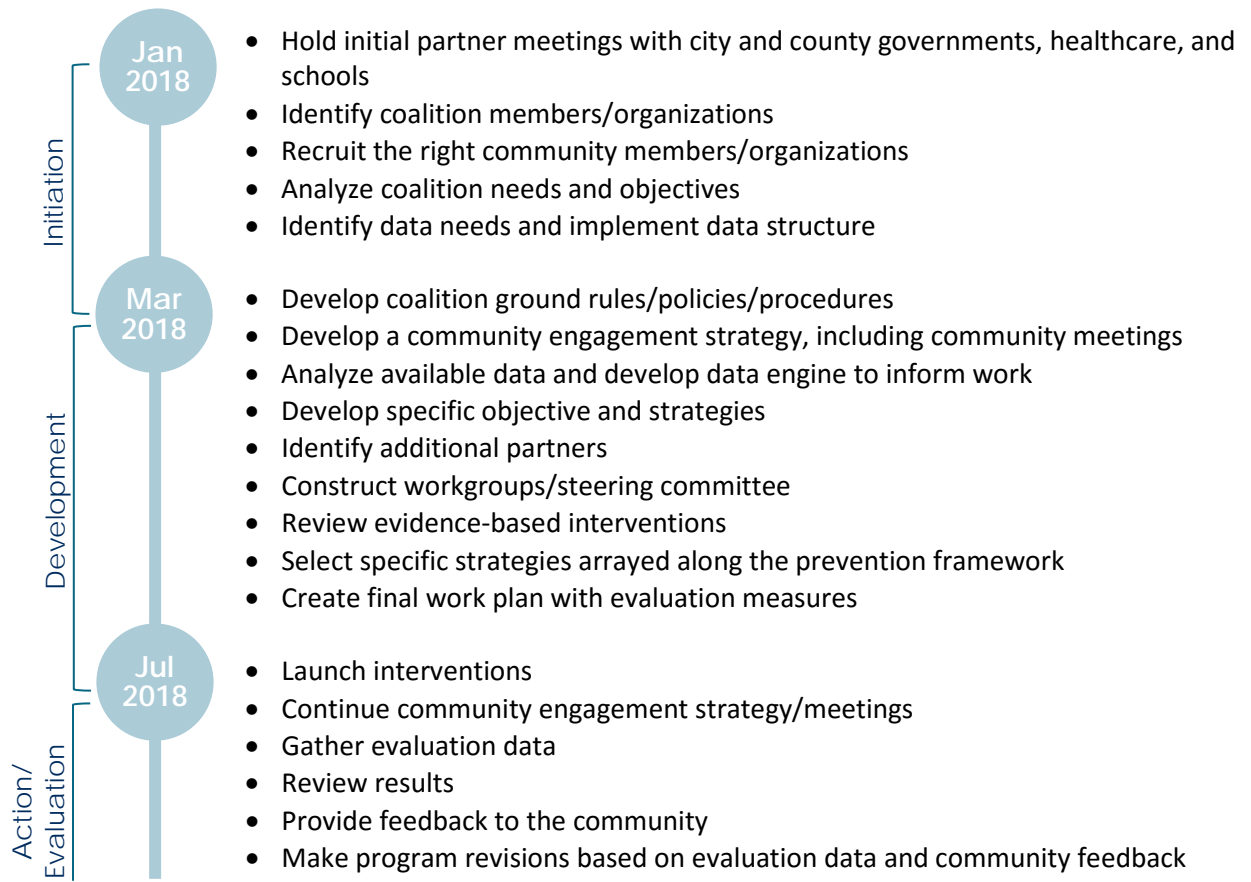 Jan
2018
• Hold initial partner meetings with city and county governments, healthcare, and
schools
• Identify coalition members/organizations
• Recruit the right community members/organizations
• Analyze coalition needs and objectives
• Identify data needs and implement data structure
Initiation
Mar
2018
• Develop coalition ground rules/policies/procedures
• Develop a community engagement strategy, including community meetings
• Analyze available data and develop data engine to inform work
• Develop specific objective and strategies
• Identify additional partners
• Construct workgroups/steering committee
• Review evidence-based interventions
• Select specific strategies arrayed along the prevention framework
• Create final work plan with evaluation measures
Development
Jul
2018
• Launch interventions
• Continue community engagement strategy/meetings
• Gather evaluation data
• Review results
• Provide feedback to the community
• Make program revisions based on evaluation data and community feedback
Action/
Evaluation